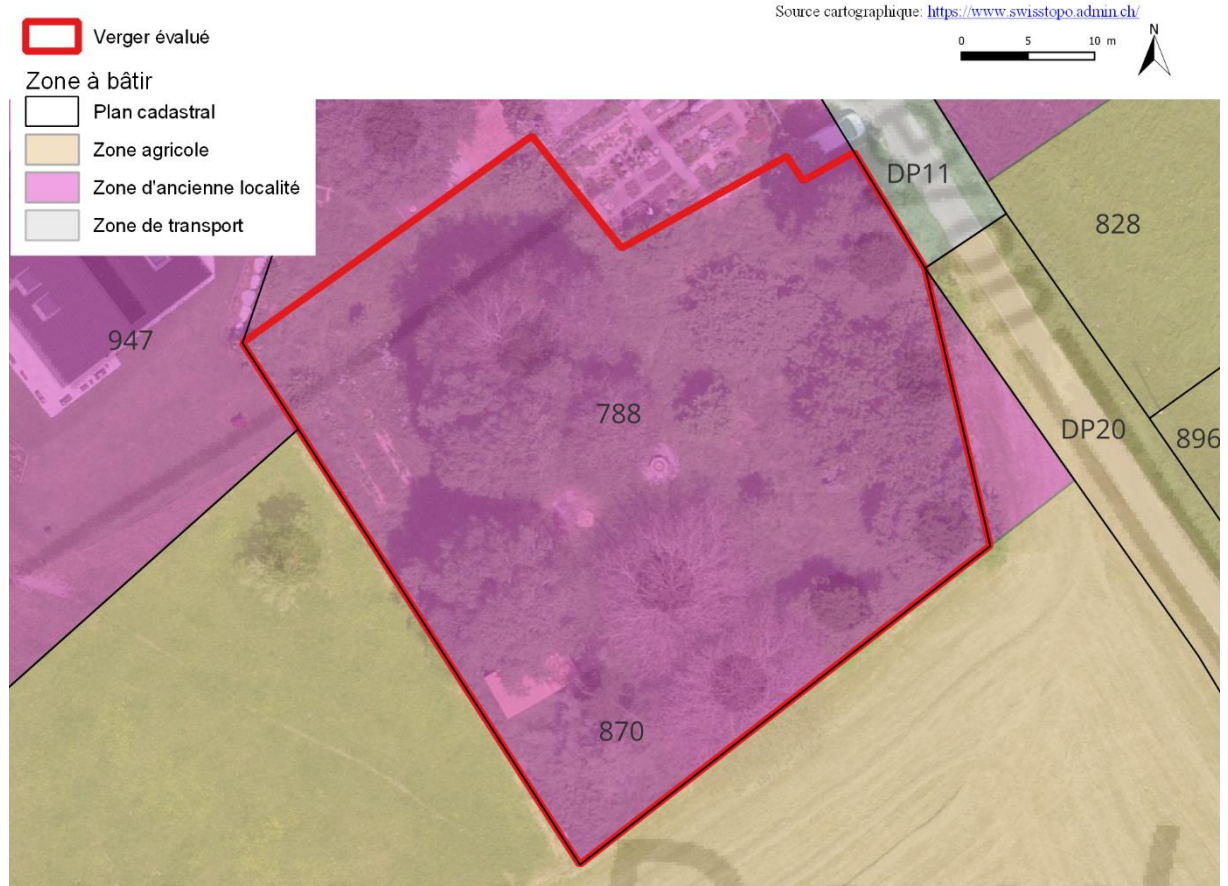 Source cartographique: https://www.swisstopo.admin.ch/
Verger évalué
0 5 10 m
N
Zone à bâtir
Plan cadastral
Zone agricole
Zone d'ancienne localité
Zone de transport
DP11
828
947
788
DP20
896
870